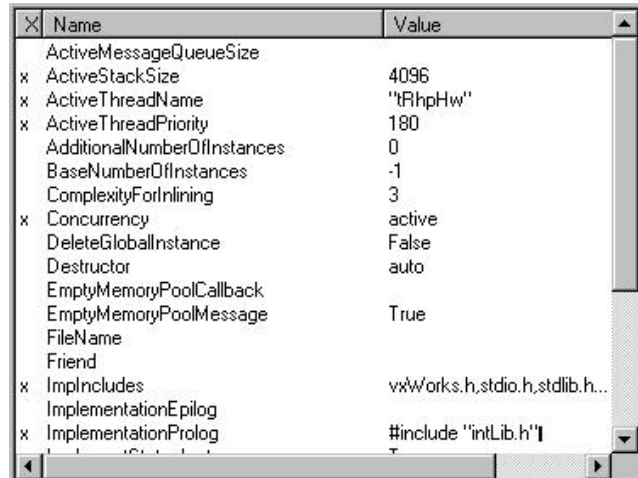 X Name Value
ActiveMessageQueueSize
x ActiveStackSize 4096
x ActiveThreadName "tRhpHw"
x ActiveThreadPriority 180
AdditionalNumberOfInstances 0
BaseNumberOfInstances -1
ComplexityForInlining 3
x Concurrency active
DeleteGlobalInstance False
Destructor auto
EmptyMemoryPoolCallback
EmptyMemoryPoolMessage True
FileName
Friend
x ImpIncludes vxWorks.h,stdio.h,stdlib.h...
ImplementationEpilog
x ImplementationProlog #include "intLib.h"